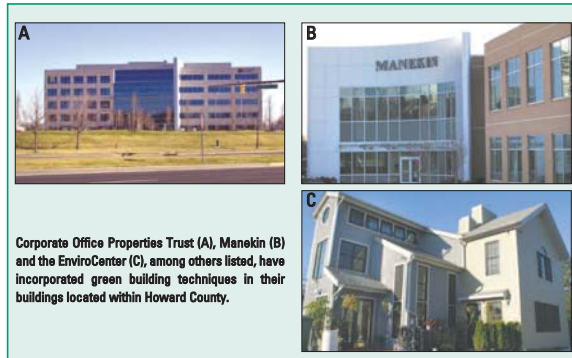 A
B
MANEKIN
C
Corporate Office Properties Trust (A), Manekin (B)
and the EnviroCenter (C), among others listed, have
incorporated green building techniques in their
buildings located within Howard County.